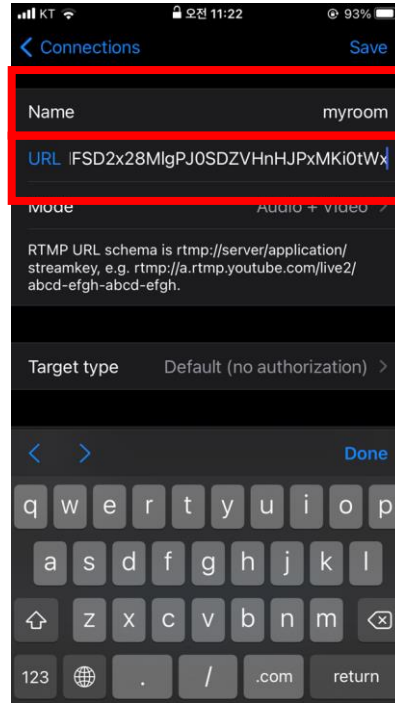 KT 오전 11:22 93%
Connections Save
Name myroom
URL IFSD2x28MlgPJ0SDZVHnHJPxMKi0tWx
Mode Audio + Video
RTMP URL schema is rtmp://server/application/
streamkey, e.g. rtmp://a.rtmp.youtube.com/live2/
abcd-efgh-abcd-efgh.
Target type Default (no authorization)
Done
q w e r t y u i o p
a s d f g h j k l
z x c v b n m
123 . / .com return